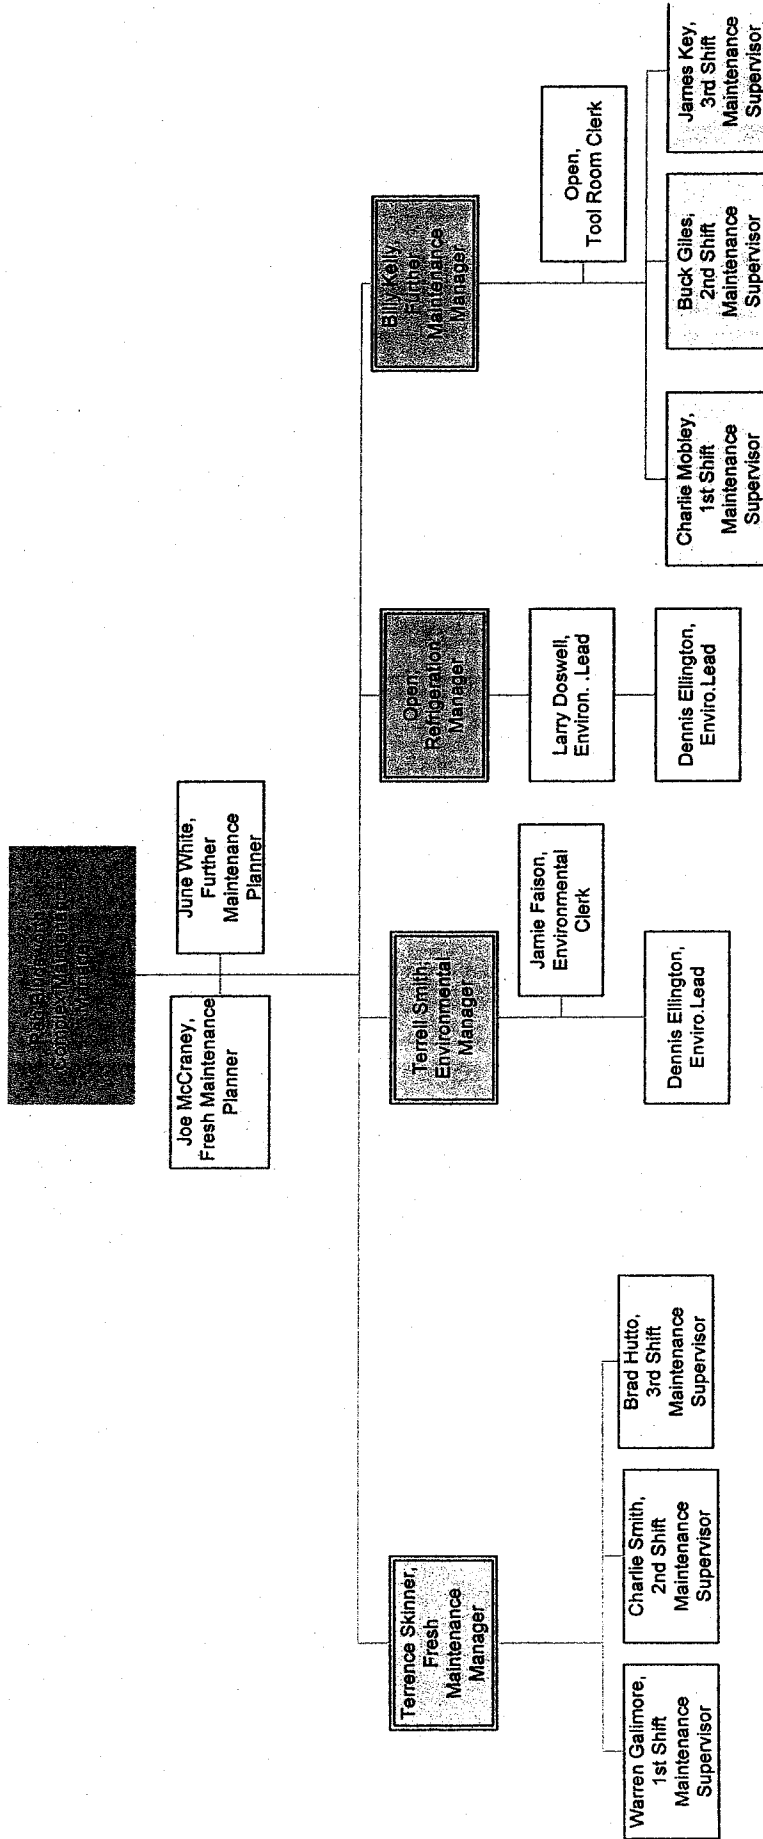 Complex Maintenance
Manager
Joe McCraney,
Fresh Maintenance
Planner
June White,
Further
Maintenance
Planner
Terrence Skinner,
Fresh
Maintenance
Manager
Terrell Smith,
Environmental
Manager
Open,
Refrigeration
Manager
Billy Kelly,
Further
Maintenance
Manager
Jamie Faison,
Environmental
Clerk
Larry Doswell,
Environ. .Lead
Open,
Tool Room Clerk
Warren Galimore,
1st Shift
Maintenance
Supervisor
Charlie Smith,
2nd Shift
Maintenance
Supervisor
Brad Hutto,
3rd Shift
Maintenance
Supervisor
Dennis Ellington,
Enviro.Lead
Dennis Ellington,
Enviro.Lead
Charlie Mobley,
1st Shift
Maintenance
Supervisor
Buck Giles,
2nd Shift
Maintenance
Supervisor
James Key,
3rd Shift
Maintenance
Supervisor